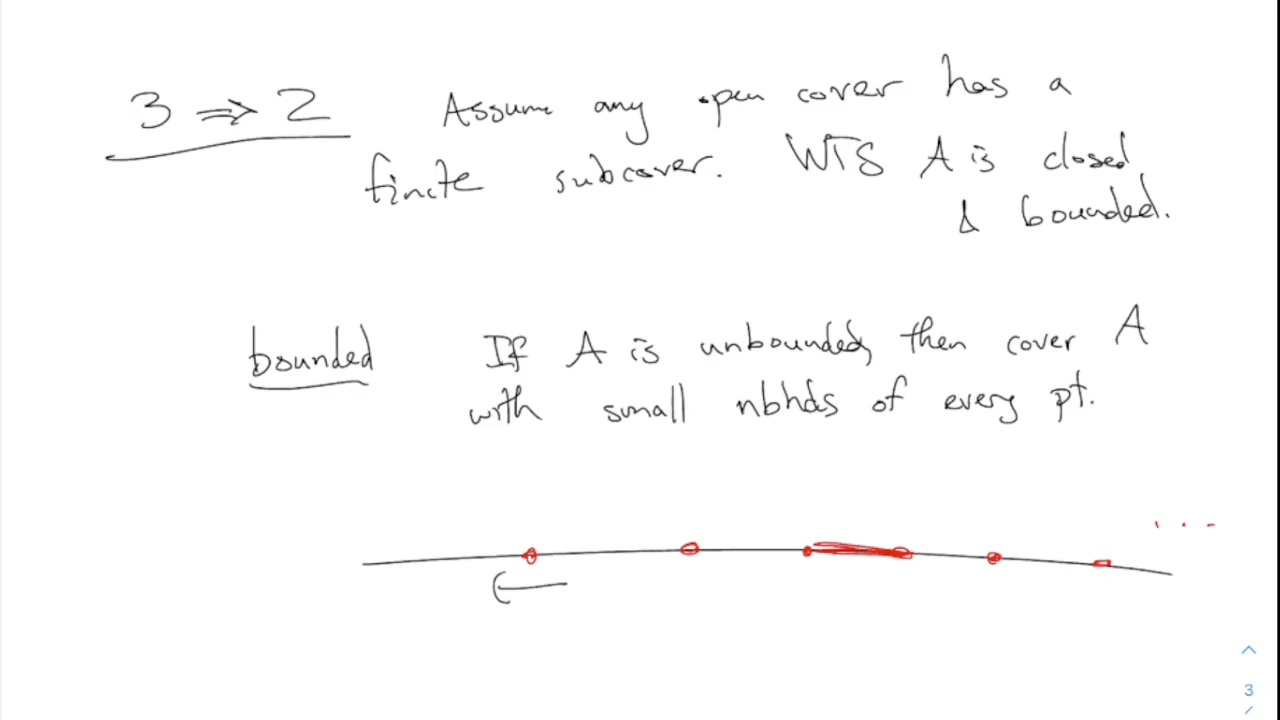 3 ⇒ 2 Assume any open cover has a
finite subcover. WTS A is closed
& bounded.
bounded If A is unbounded, then cover A
with small nbhds of every pt.
. . .
(
3